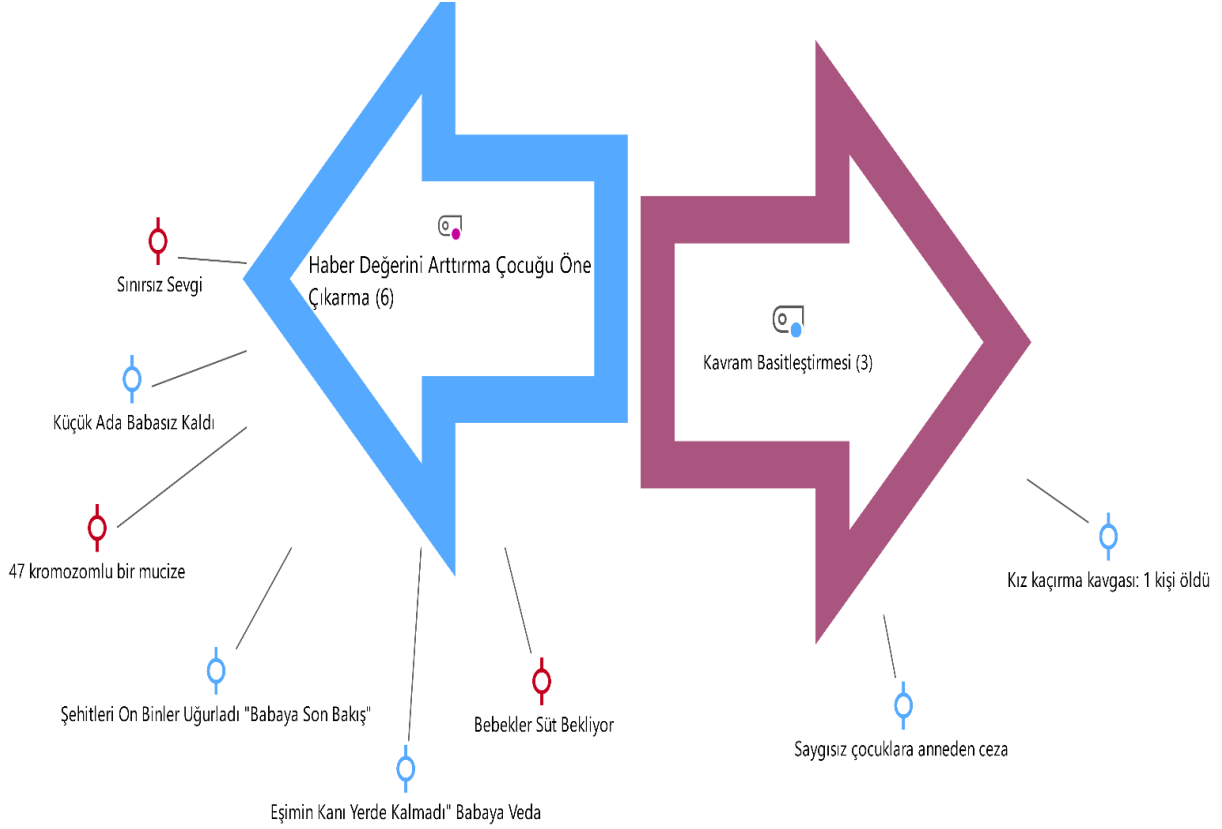 Haber Değerini Arttırma Çocuğu Öne
Çıkarma (6)
Sınırsız Sevgi
Küçük Ada Babasız Kaldı
47 kromozomlu bir mucize
Şehitleri On Binler Uğurladı "Babaya Son Bakış"
Eşimin Kanı Yerde Kalmadı" Babaya Veda
Bebekler Süt Bekliyor
Kavram Basitleştirmesi (3)
Kız kaçırma kavgası: 1 kişi öldü
Saygısız çocuklara anneden ceza